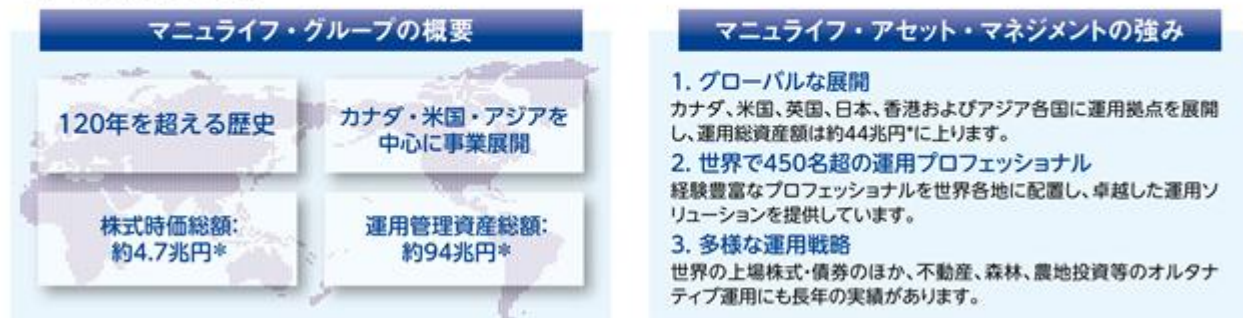 マニュライフ・グループの概要
120年を超える歴史
カナダ・米国・アジアを
中心に事業展開
株式時価総額:
約4.7兆円*
運用管理資産総額:
約94兆円*
マニュライフ・アセット・マネジメントの強み
1. グローバルな展開
カナダ、米国、英国、日本、香港およびアジア各国に運用拠点を展開
し、運用総資産額は約44兆円*に上ります。
2. 世界で450名超の運用プロフェッショナル
経験豊富なプロフェッショナルを世界各地に配置し、卓越した運用ソ
リューションを提供しています。
3. 多様な運用戦略
世界の上場株式・債券のほか、不動産、森林、農地投資等のオルタナ
ティブ運用にも長年の実績があります。